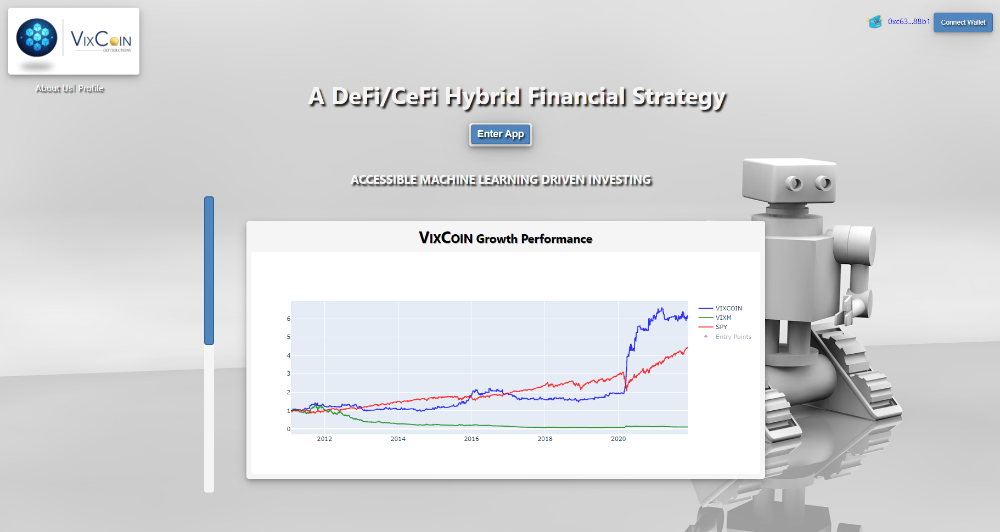 VIXCOIN
DEFI SOLUTIONS
0xc63...88b1
Connect Wallet
About Us | Profile
A DeFi/CeFi Hybrid Financial Strategy
Enter App
ACCESSIBLE MACHINE LEARNING DRIVEN INVESTING
VIXCOIN Growth Performance
6
5
4
3
2
1
0
2012 2014 2016 2018 2020
VIXCOIN
VIXM
SPY
Entry Points